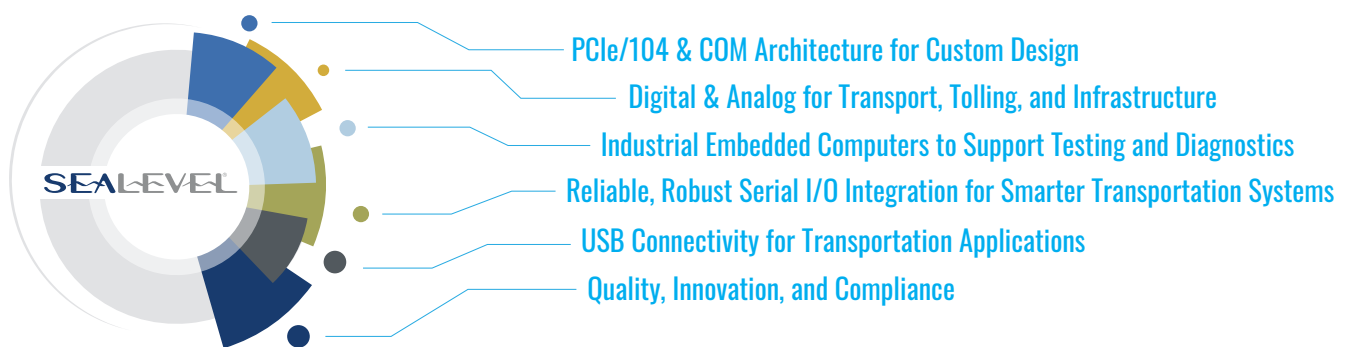 PCIe/104 & COM Architecture for Custom Design
Digital & Analog for Transport, Tolling, and Infrastructure
Industrial Embedded Computers to Support Testing and Diagnostics
SEALEVEL®
Reliable, Robust Serial I/O Integration for Smarter Transportation Systems
USB Connectivity for Transportation Applications
Quality, Innovation, and Compliance